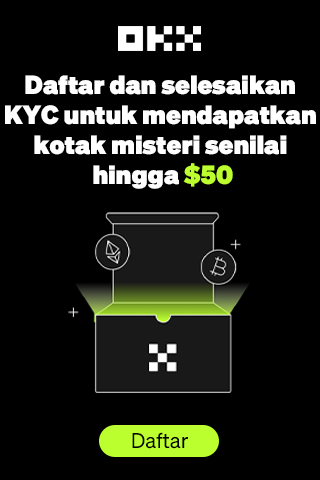 OKX
Daftar dan selesaikan
KYC untuk mendapatkan
kotak misteri senilai
hingga $50
Daftar